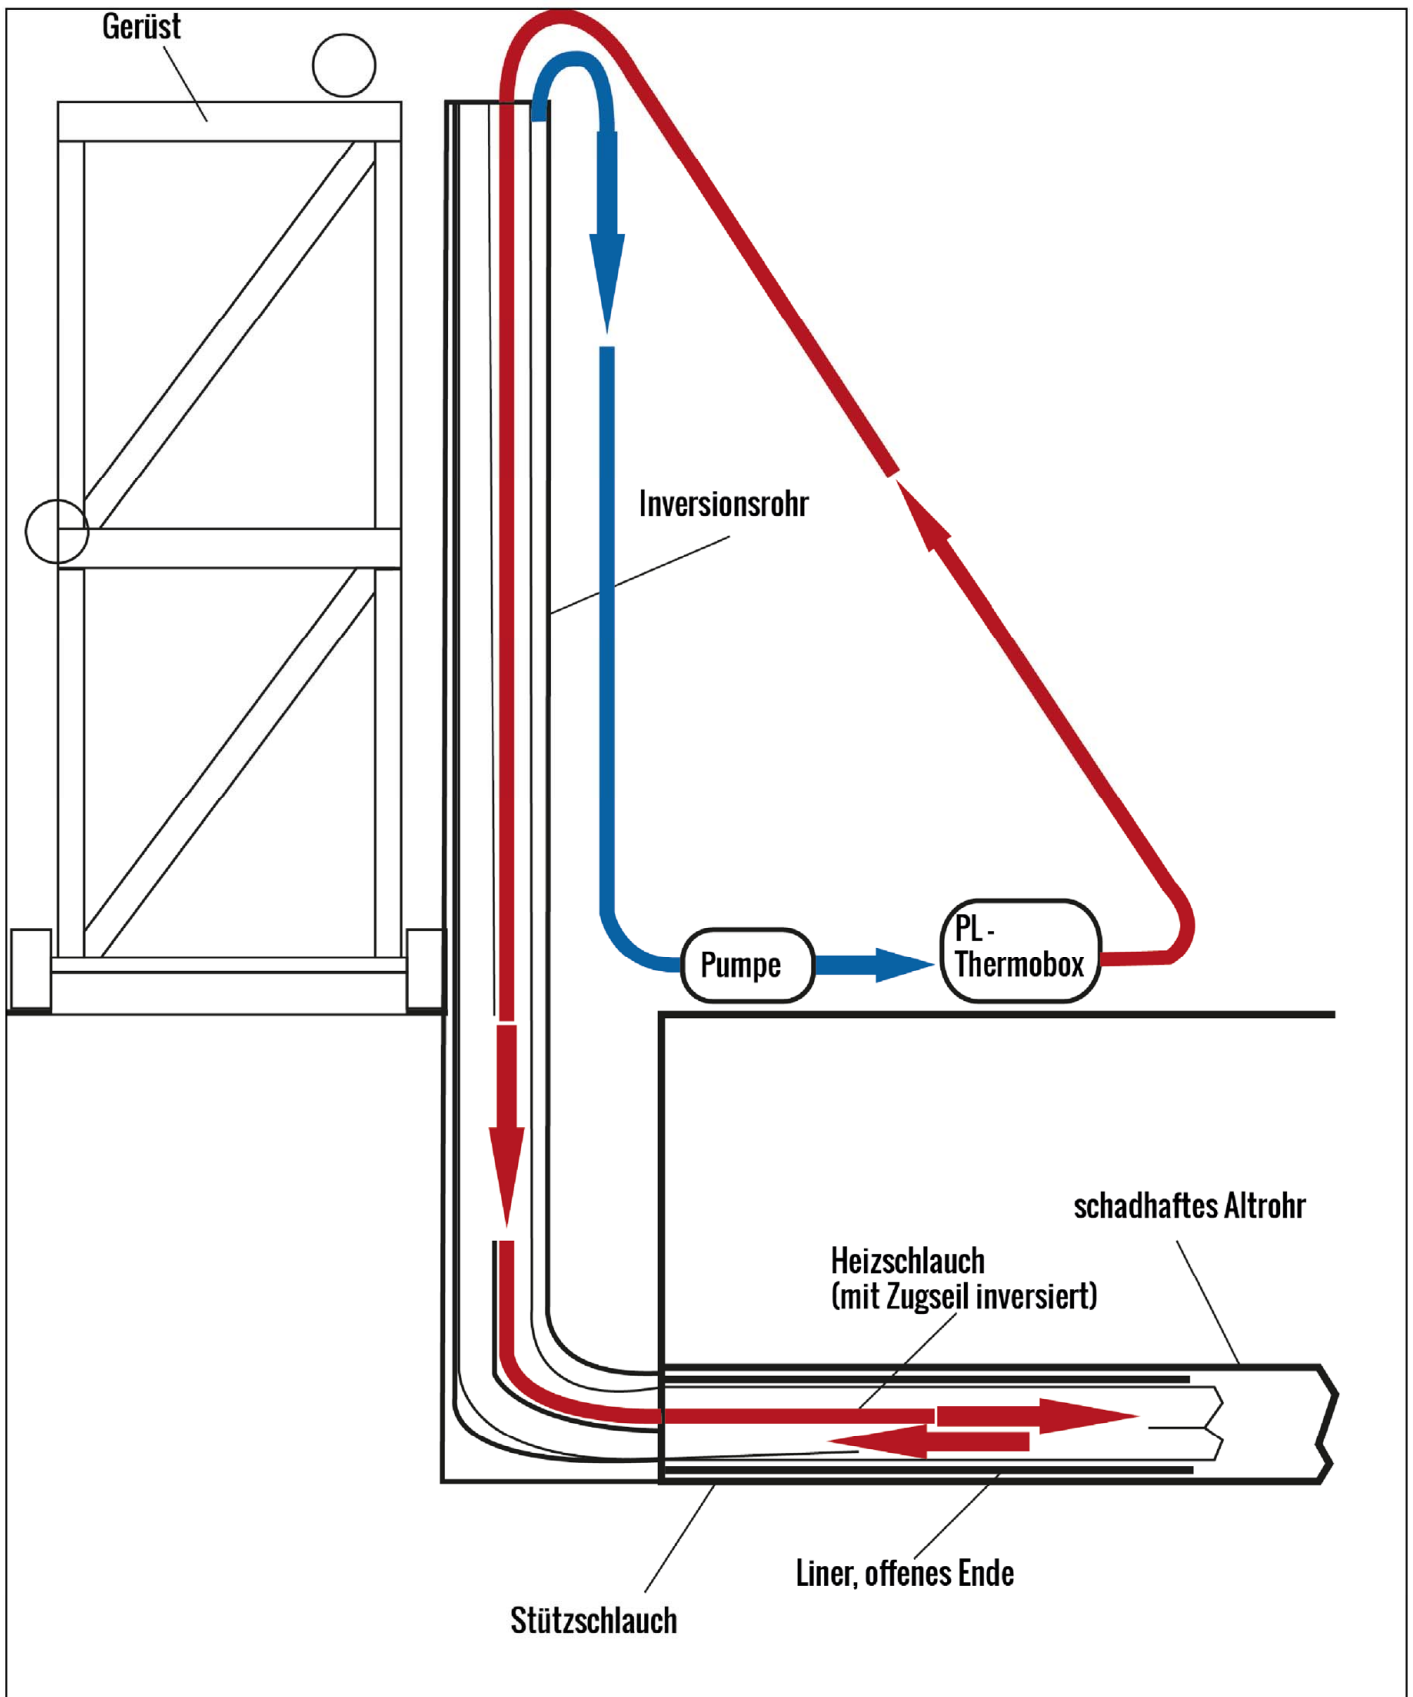 Gerüst
Inversionsrohr
Pumpe
PL -
Thermobox
schadhaftes Altrohr
Heizschlauch
(mit Zugseil inversiert)
Liner, offenes Ende
Stützschlauch